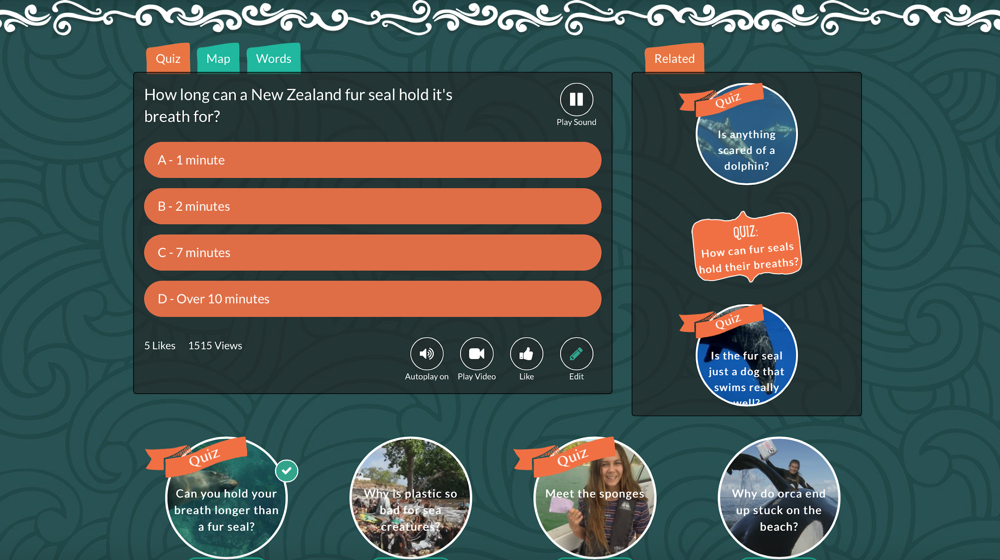 Quiz
Map
Words
How long can a New Zealand fur seal hold it's
breath for?
Play Sound
A - 1 minute
B - 2 minutes
C - 7 minutes
D - Over 10 minutes
5 Likes
1515 Views
Autoplay on
Play Video
Like
Edit
Related
Quiz
Is anything
scared of a
dolphin?
QUIZ:
How can fur seals
hold their breaths?
Quiz
Is the fur seal
just a dog that
swims really
well?
Quiz
Can you hold your
breath longer than
a fur seal?
Why is plastic so
bad for sea
creatures?
Quiz
Meet the sponges
150N
Why do orca end
up stuck on the
beach?